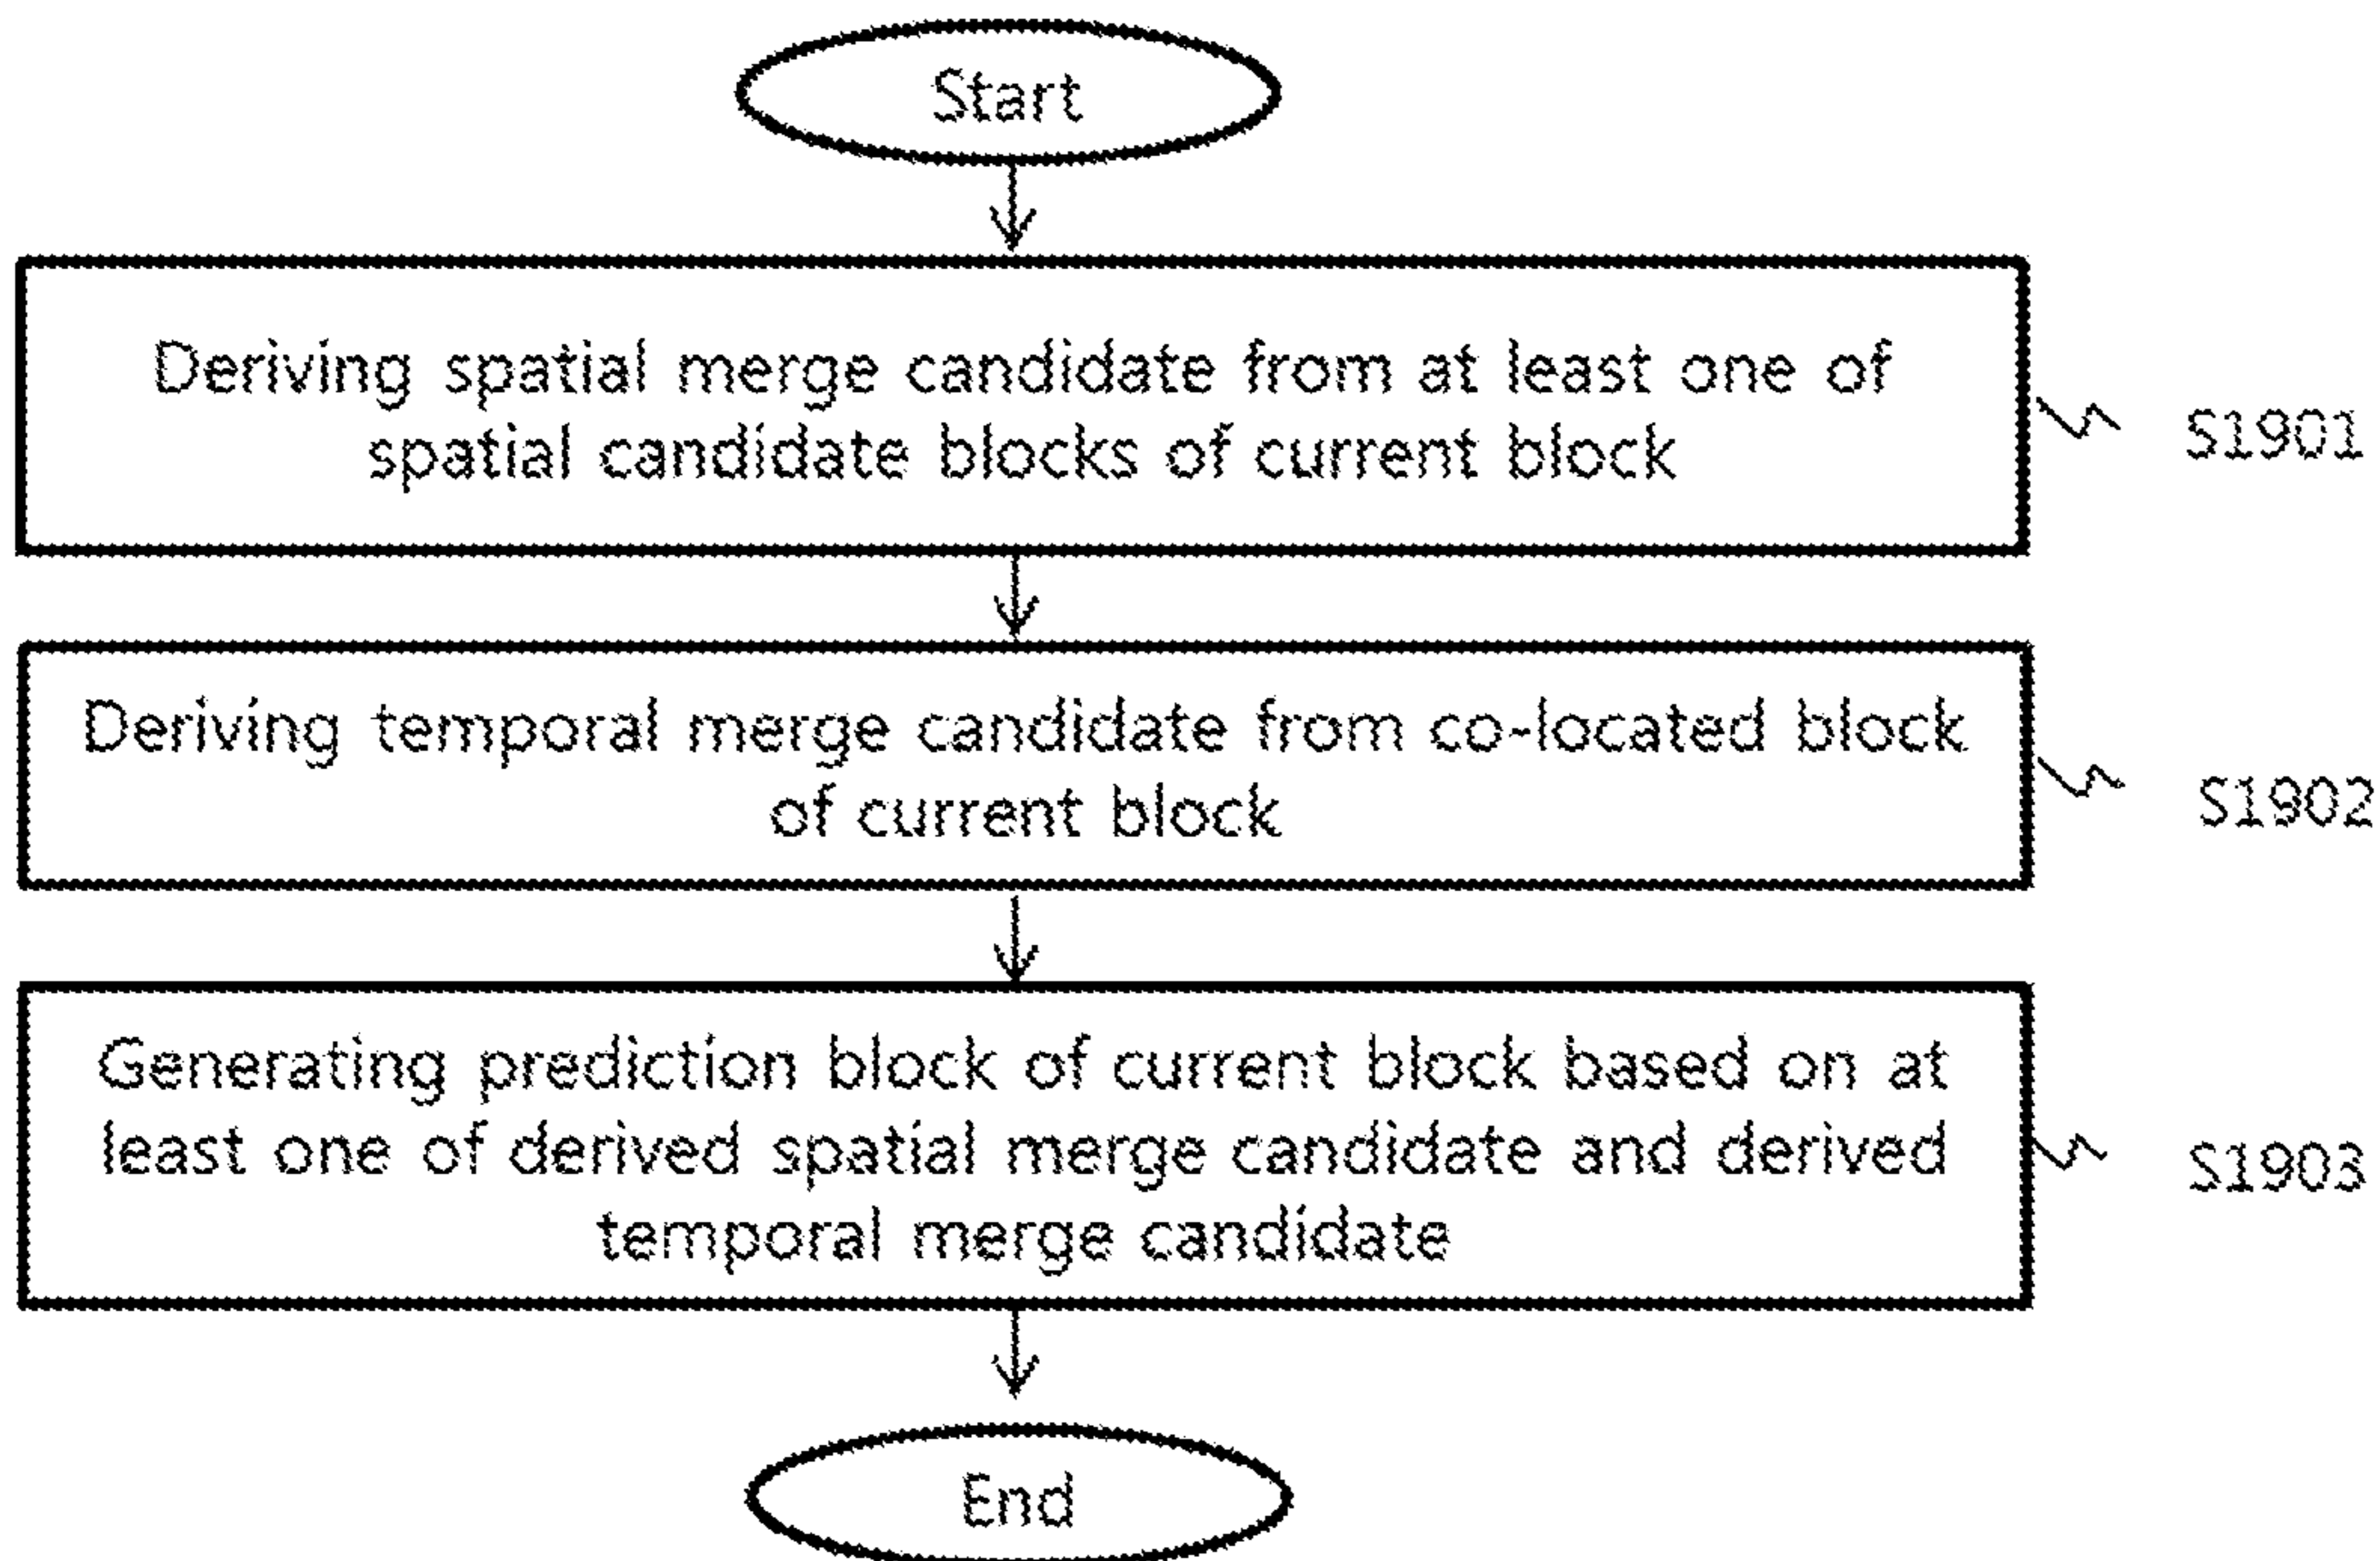 Start
Deriving spatial merge candidate from at least one of
spatial candidate blocks of current block
S1901
Deriving temporal merge candidate from co-located block
of current block
S1902
Generating prediction block of current block based on at
least one of derived spatial merge candidate and derived
temporal merge candidate
S1903
End